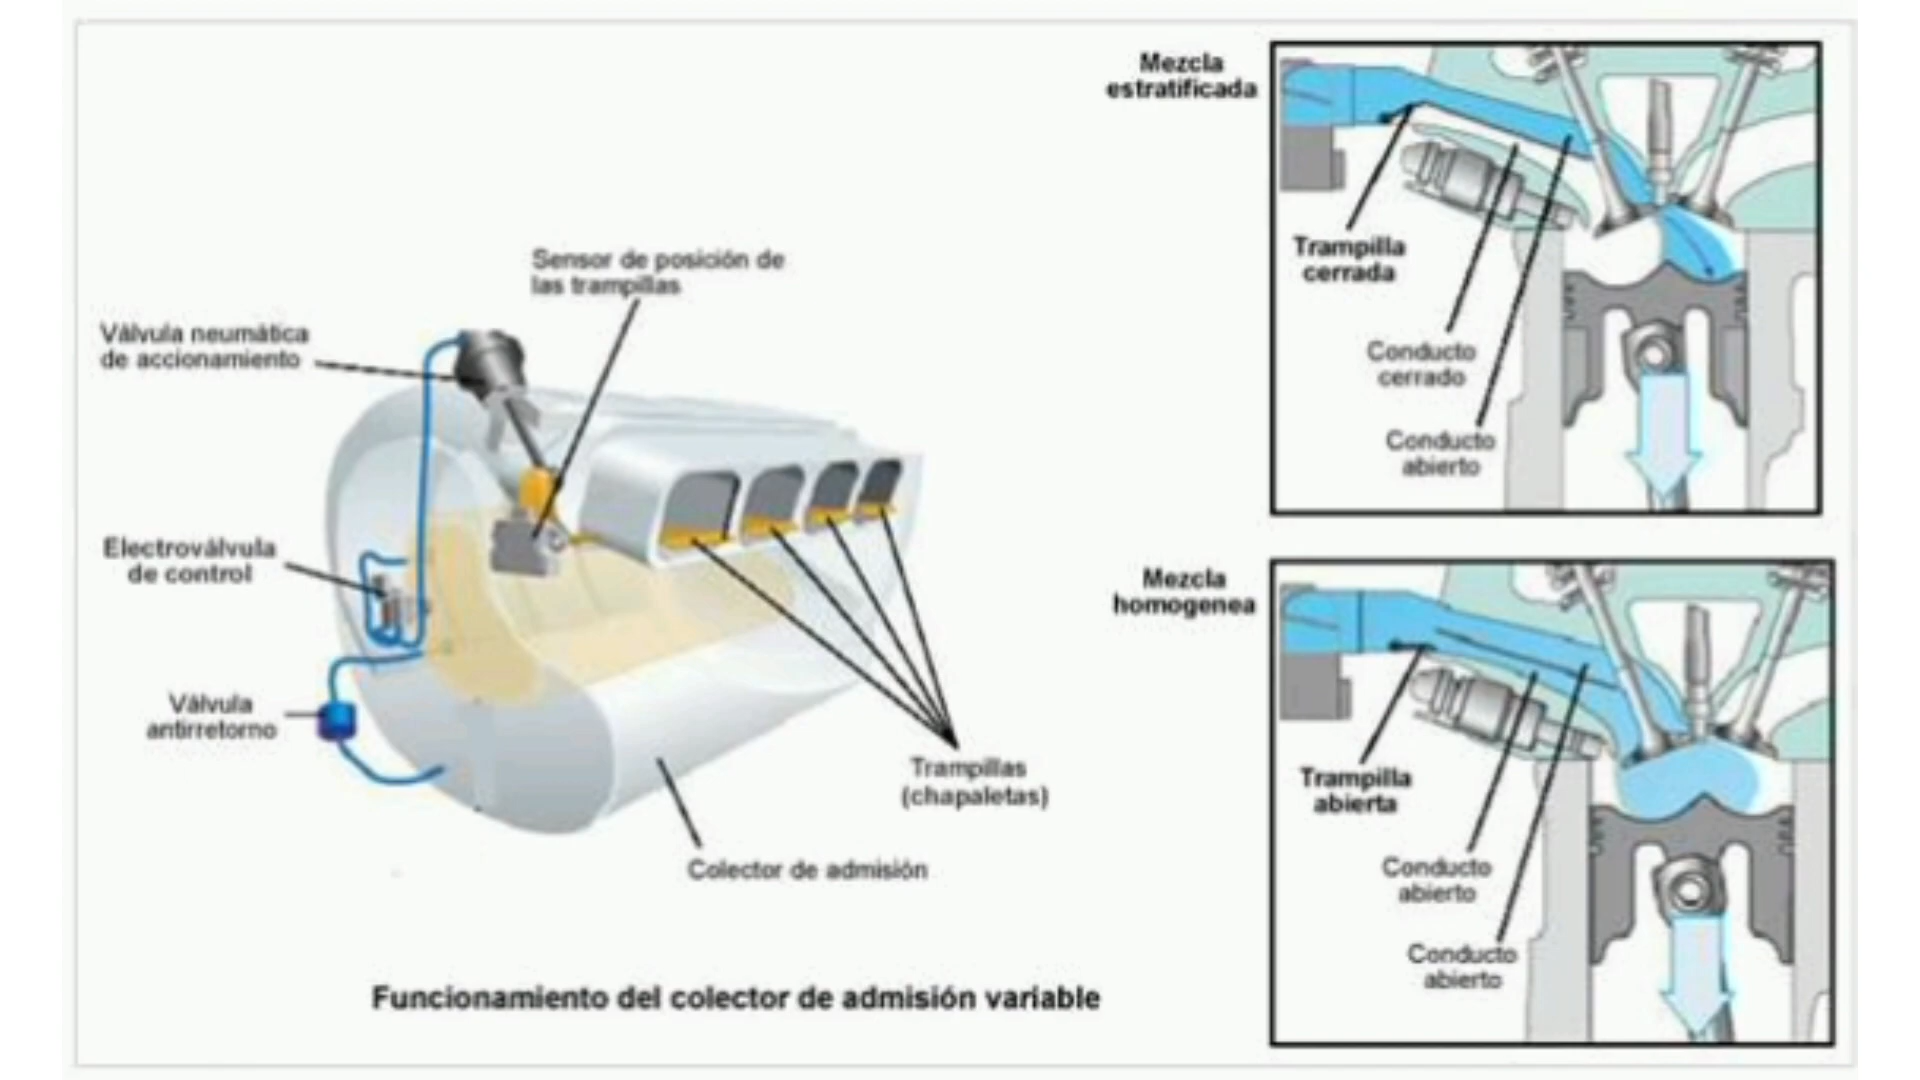 Mezcla
estratificada
Trampilla
cerrada
Conducto
cerrado
Conducto
abierto
Sensor de posición de
las trampillas
Válvula neumática
de accionamiento
Electroválvula
de control
Válvula
antirretorno
Trampillas
(chapaletas)
Colector de admisión
Mezcla
homogenea
Trampilla
abierta
Conducto
abierto
Conducto
abierto
Funcionamiento del colector de admisión variable